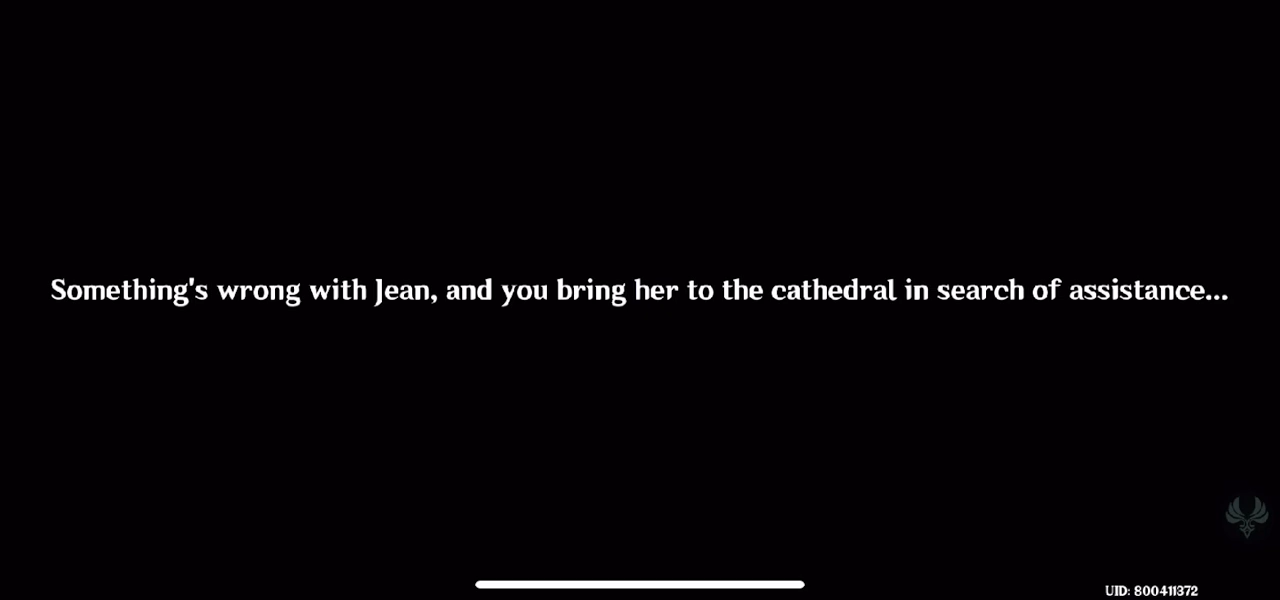 Something's wrong with Jean, and you bring her to the cathedral in search of assistance...
UID: 800411372